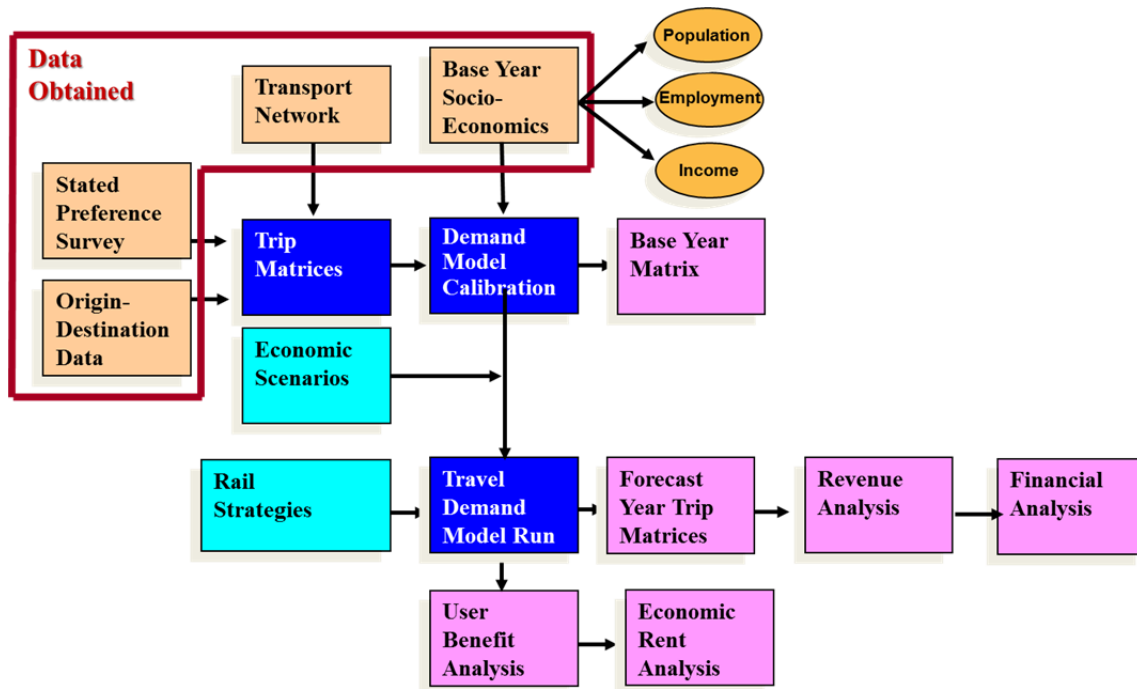 Data
Obtained
Transport
Network
Base Year
Socio-
Economics
Population
Employment
Income
Stated
Preference
Survey
Trip
Matrices
Demand
Model
Calibration
Base Year
Matrix
Origin-
Destination
Data
Economic
Scenarios
Rail
Strategies
Travel
Demand
Model Run
Forecast
Year Trip
Matrices
Revenue
Analysis
Financial
Analysis
User
Benefit
Analysis
Economic
Rent
Analysis